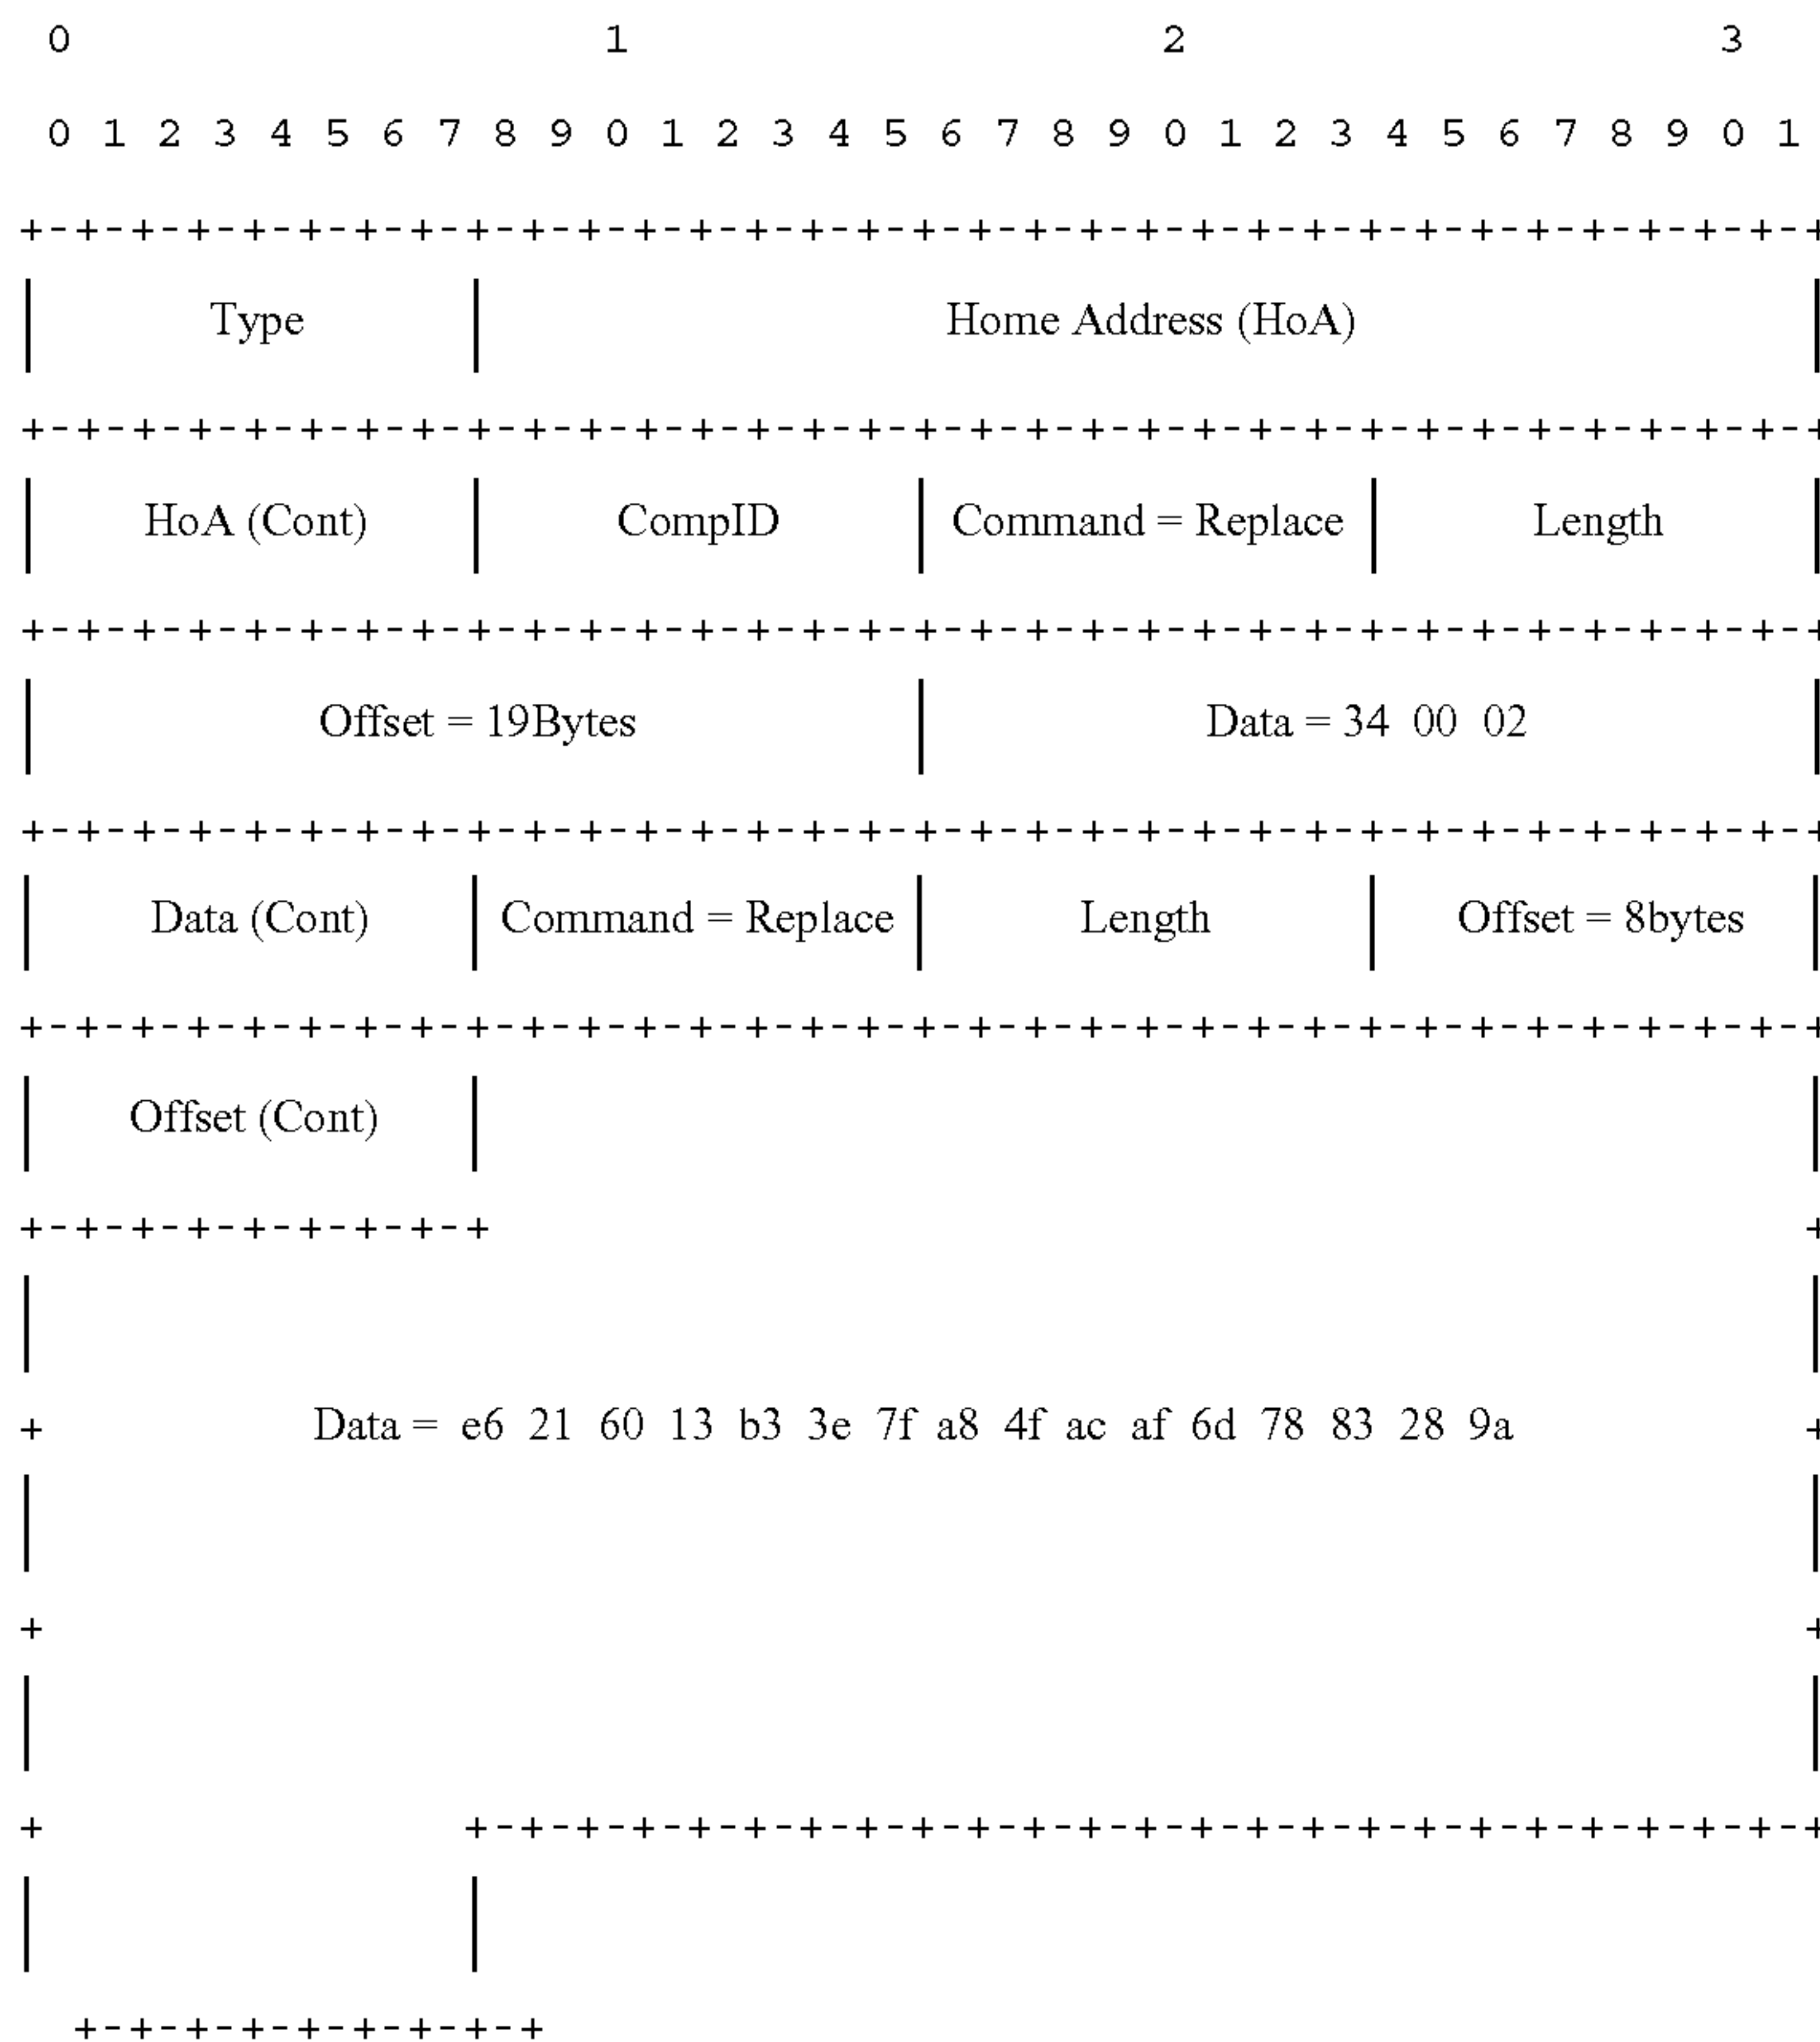 0 1 2 3
0 1 2 3 4 5 6 7 8 9 0 1 2 3 4 5 6 7 8 9 0 1 2 3 4 5 6 7 8 9 0 1
+-+-+-+-+-+-+-+-+-+-+-+-+-+-+-+-+-+-+-+-+-+-+-+-+-+-+-+-+-+-+-+-+
| Type | Home Address (HoA) |
+-+-+-+-+-+-+-+-+-+-+-+-+-+-+-+-+-+-+-+-+-+-+-+-+-+-+-+-+-+-+-+-+
| HoA (Cont) | CompID | Command = Replace | Length |
+-+-+-+-+-+-+-+-+-+-+-+-+-+-+-+-+-+-+-+-+-+-+-+-+-+-+-+-+-+-+-+-+
| Offset = 19Bytes | Data = 34 00 02 |
+-+-+-+-+-+-+-+-+-+-+-+-+-+-+-+-+-+-+-+-+-+-+-+-+-+-+-+-+-+-+-+-+
| Data (Cont) | Command = Replace | Length | Offset = 8bytes |
+-+-+-+-+-+-+-+-+-+-+-+-+-+-+-+-+-+-+-+-+-+-+-+-+-+-+-+-+-+-+-+-+
| Offset (Cont) | |
+-+-+-+-+-+-+-+-+ +
| |
+ Data = e6 21 60 13 b3 3e 7f a8 4f ac af 6d 78 83 28 9a +
| |
+ +
| |
+ +-+-+-+-+-+-+-+-+-+-+-+-+-+-+-+-+-+-+-+-+-+-+-+-+
| |
+-+-+-+-+-+-+-+-+